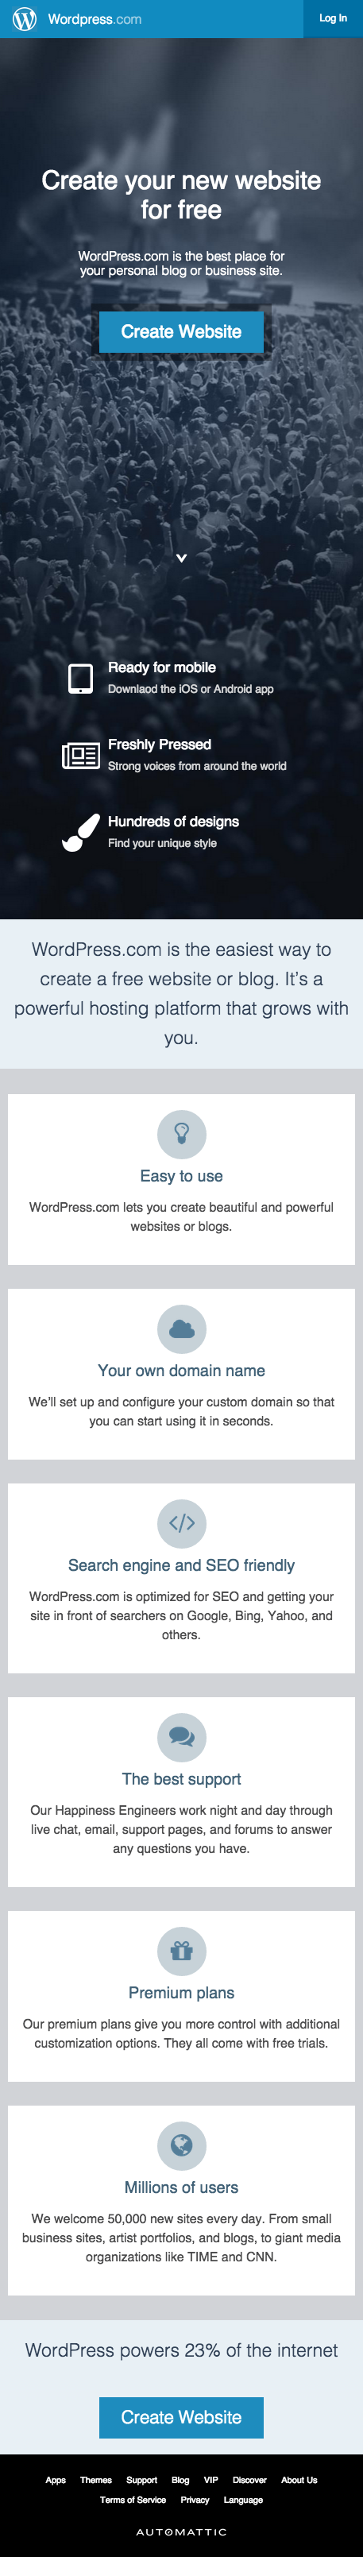 Wordpress.com
Log In
Create your new website
for free
WordPress.com is the best place for
your personal blog or business site.
Create Website
Ready for mobile
Downlaod the iOS or Android app
Freshly Pressed
Strong voices from around the world
Hundreds of designs
Find your unique style
WordPress.com is the easiest way to
create a free website or blog. It’s a
powerful hosting platform that grows with
you.
Easy to use
WordPress.com lets you create beautiful and powerful
websites or blogs.
Your own domain name
We’ll set up and configure your custom domain so that
you can start using it in seconds.
Search engine and SEO friendly
WordPress.com is optimized for SEO and getting your
site in front of searchers on Google, Bing, Yahoo, and
others.
The best support
Our Happiness Engineers work night and day through
live chat, email, support pages, and forums to answer
any questions you have.
Premium plans
Our premium plans give you more control with additional
customization options. They all come with free trials.
Millions of users
We welcome 50,000 new sites every day. From small
business sites, artist portfolios, and blogs, to giant media
organizations like TIME and CNN.
WordPress powers 23% of the internet
Create Website
Apps Themes Support Blog VIP Discover About Us
Terms of Service Privacy Language
AUTOMATTIC